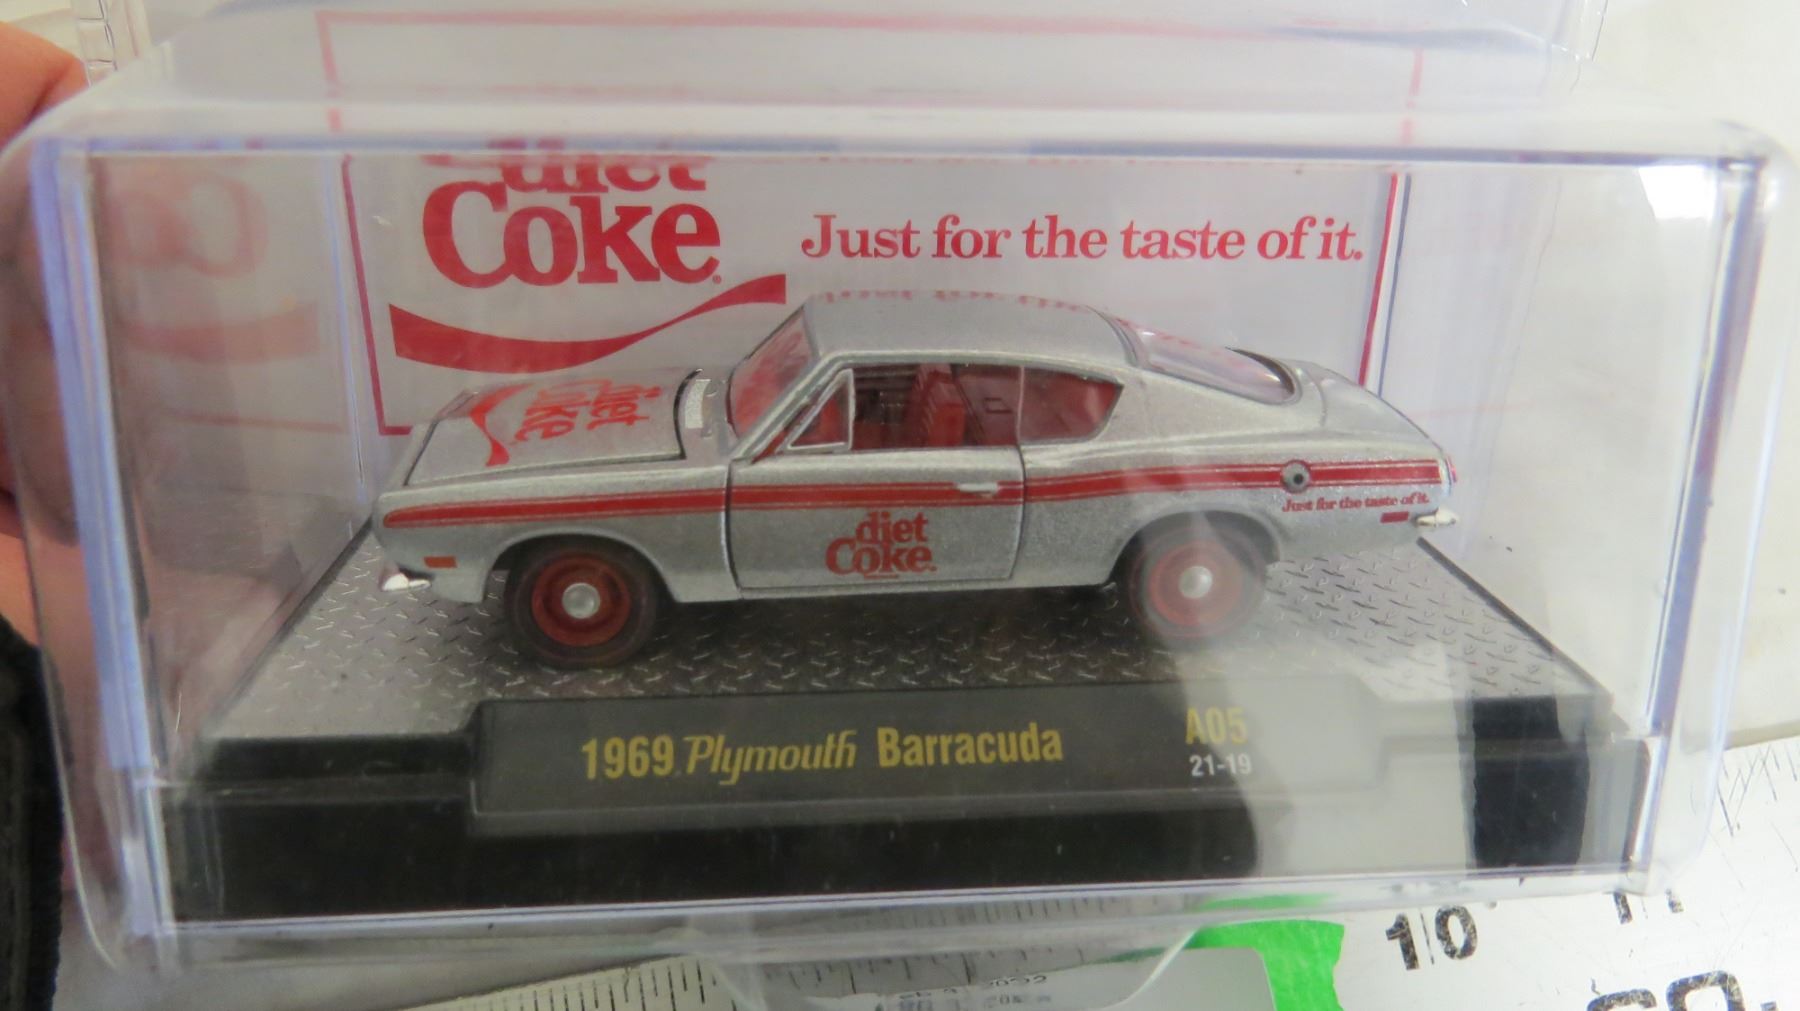 diet
Coke
Just for the taste of it.
diet
Coke
diet
Coke.
Just for the taste of it.
1969 Plymouth Barracuda A05
21-19
10